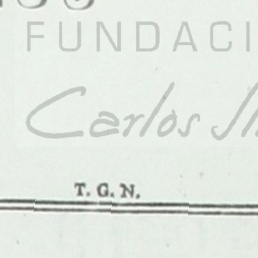 FUNDACI
Carlos
T. G. N.